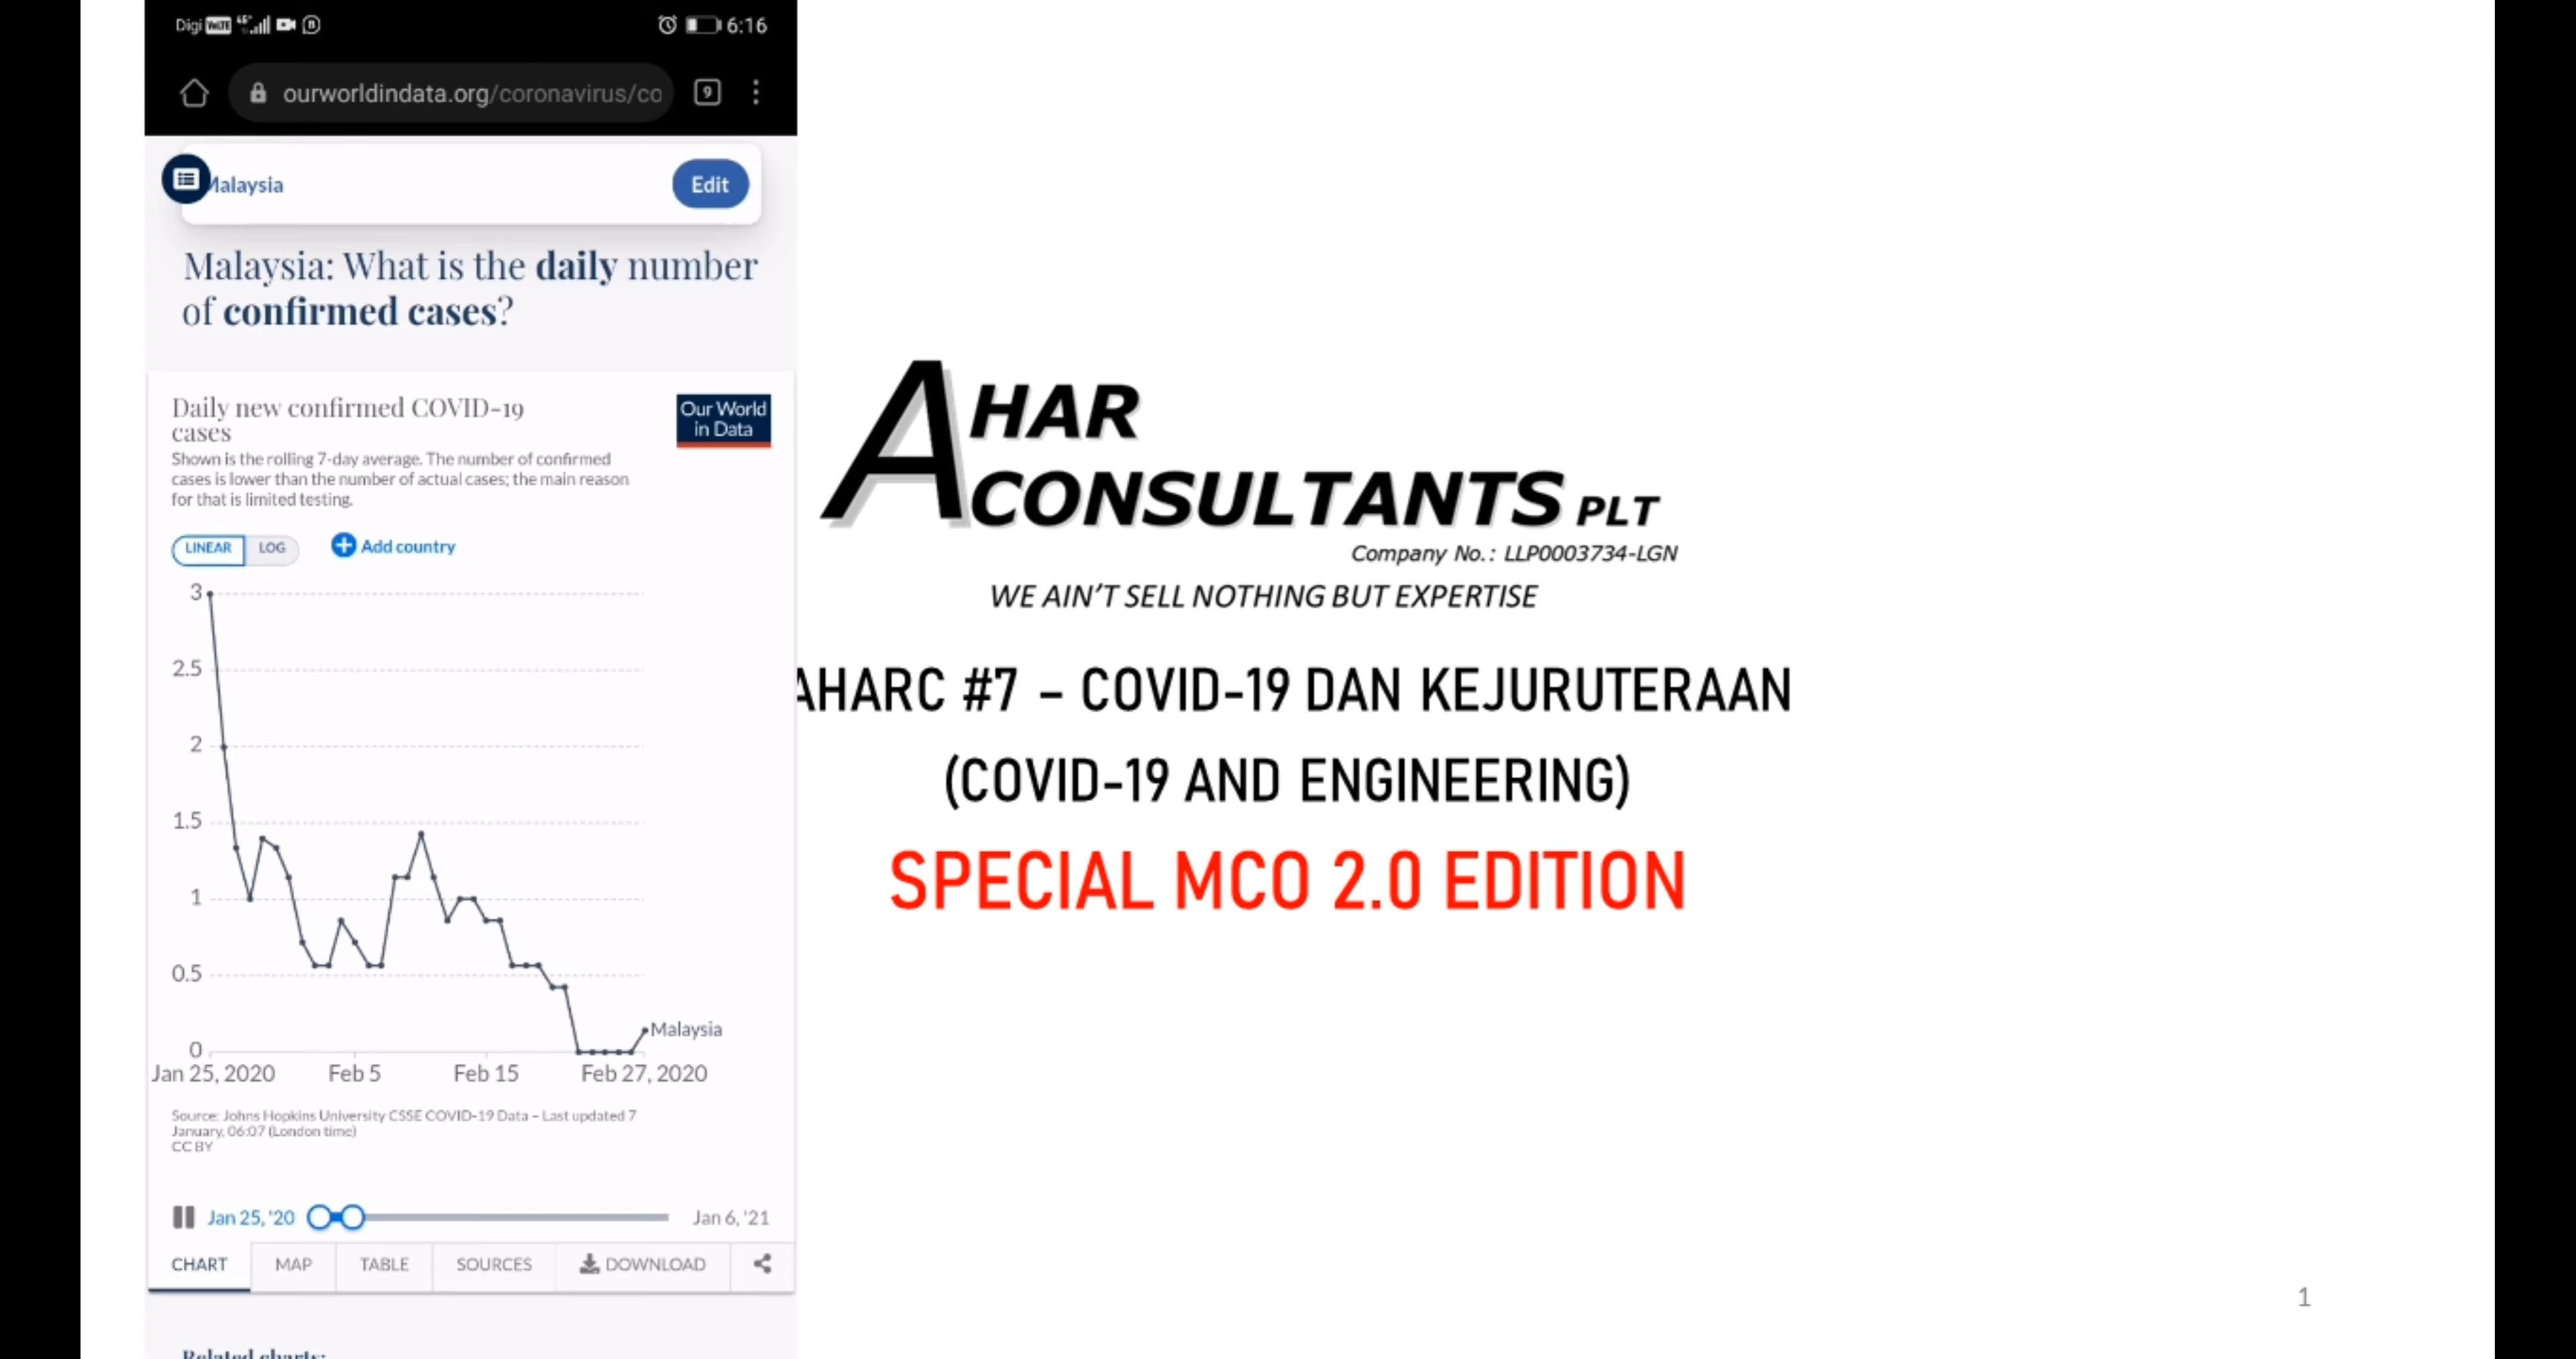 Digi VoLTE
6:16
ourworldindata.org/coronavirus/co
9
Malaysia
Edit
Malaysia: What is the daily number
of confirmed cases?
Daily new confirmed COVID-19
cases
Our World
in Data
Shown is the rolling 7-day average. The number of confirmed
cases is lower than the number of actual cases; the main reason
for that is limited testing.
LINEAR
LOG
Add country
3
2.5
2
1.5
1
0.5
0
Malaysia
Jan 25, 2020
Feb 5
Feb 15
Feb 27, 2020
Source: Johns Hopkins University CSSE COVID-19 Data – Last updated 7
January, 06:07 (London time)
CC BY
Jan 25, '20
Jan 6, '21
CHART
MAP
TABLE
SOURCES
DOWNLOAD
Related charts:
AHAR
CONSULTANTS PLT
Company No.: LLP0003734-LGN
WE AIN'T SELL NOTHING BUT EXPERTISE
AHARC #7 – COVID-19 DAN KEJURUTERAAN
(COVID-19 AND ENGINEERING)
SPECIAL MCO 2.0 EDITION
1